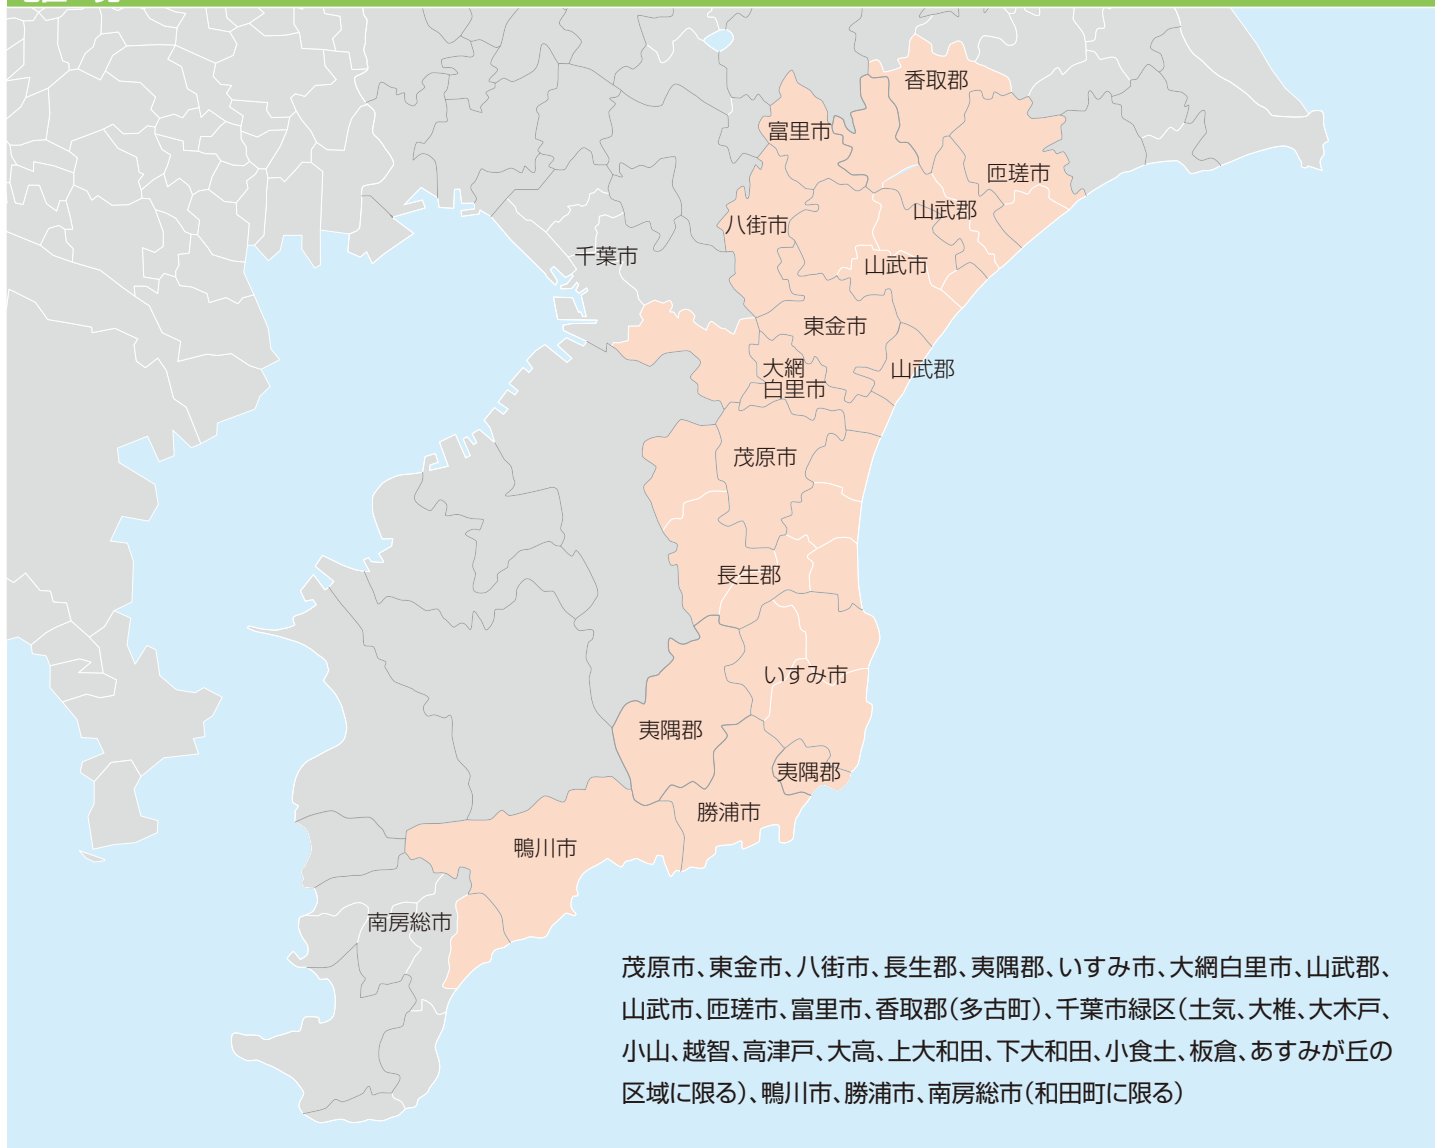 香取郡
富里市
匝瑳市
山武郡
八街市
千葉市
山武市
東金市
大網
白里市
山武郡
茂原市
長生郡
いすみ市
夷隅郡
夷隅郡
勝浦市
鴨川市
南房総市
茂原市、東金市、八街市、長生郡、夷隅郡、いすみ市、大網白里市、山武郡、
山武市、匝瑳市、富里市、香取郡(多古町)、千葉市緑区(土気、大椎、大木戸、
小山、越智、高津戸、大高、上大和田、下大和田、小食土、板倉、あすみが丘の
区域に限る)、鴨川市、勝浦市、南房総市(和田町に限る)